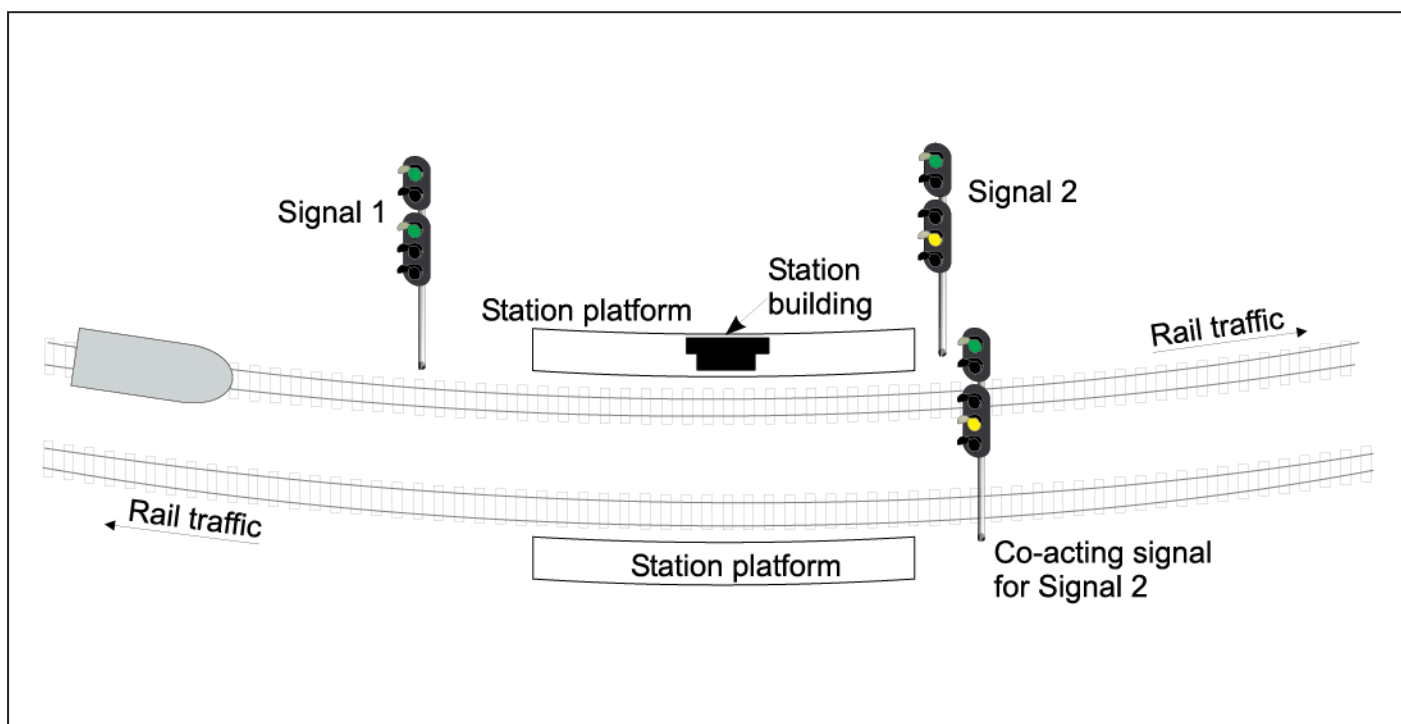 Signal 1
Signal 2
Station
building
Station platform
Rail traffic
Rail traffic
Station platform
Co-acting signal
for Signal 2